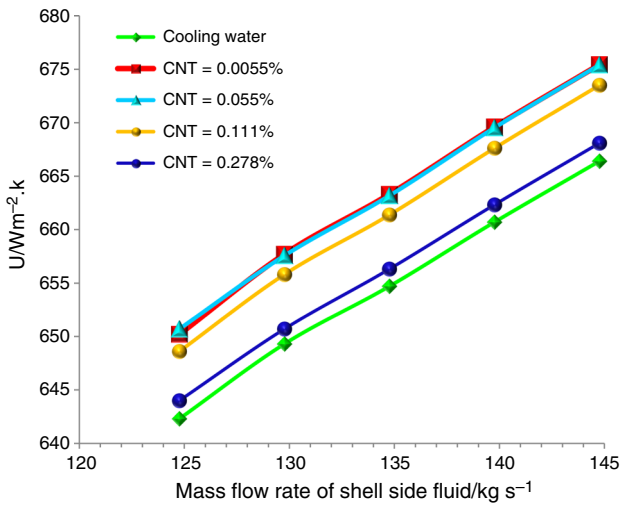 680
675
670
665
660
655
650
645
640
U/Wm⁻².k
Cooling water
CNT = 0.0055%
CNT = 0.055%
CNT = 0.111%
CNT = 0.278%
120 125 130 135 140 145
Mass flow rate of shell side fluid/kg s⁻¹